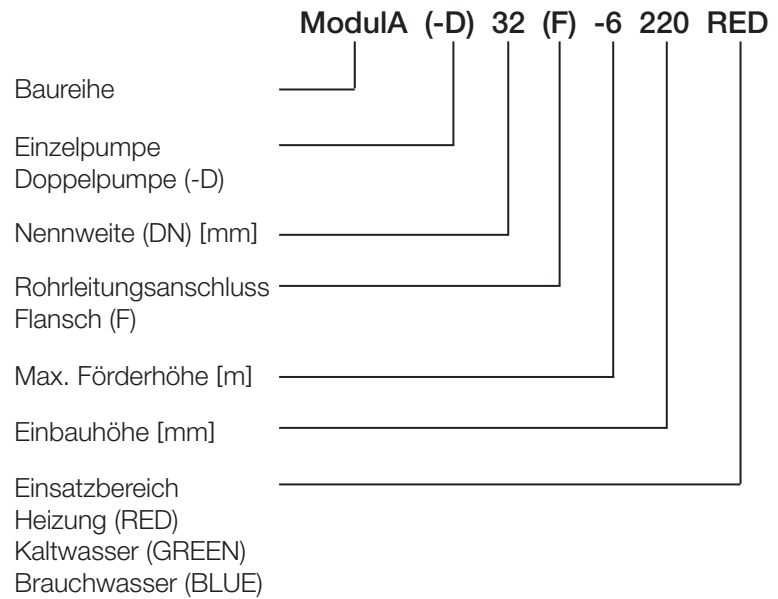 ModulA (-D) 32 (F) -6 220 RED
Baureihe
Einzelpumpe
Doppelpumpe (-D)
Nennweite (DN) [mm]
Rohrleitungsanschluss
Flansch (F)
Max. Förderhöhe [m]
Einbauhöhe [mm]
Einsatzbereich
Heizung (RED)
Kaltwasser (GREEN)
Brauchwasser (BLUE)